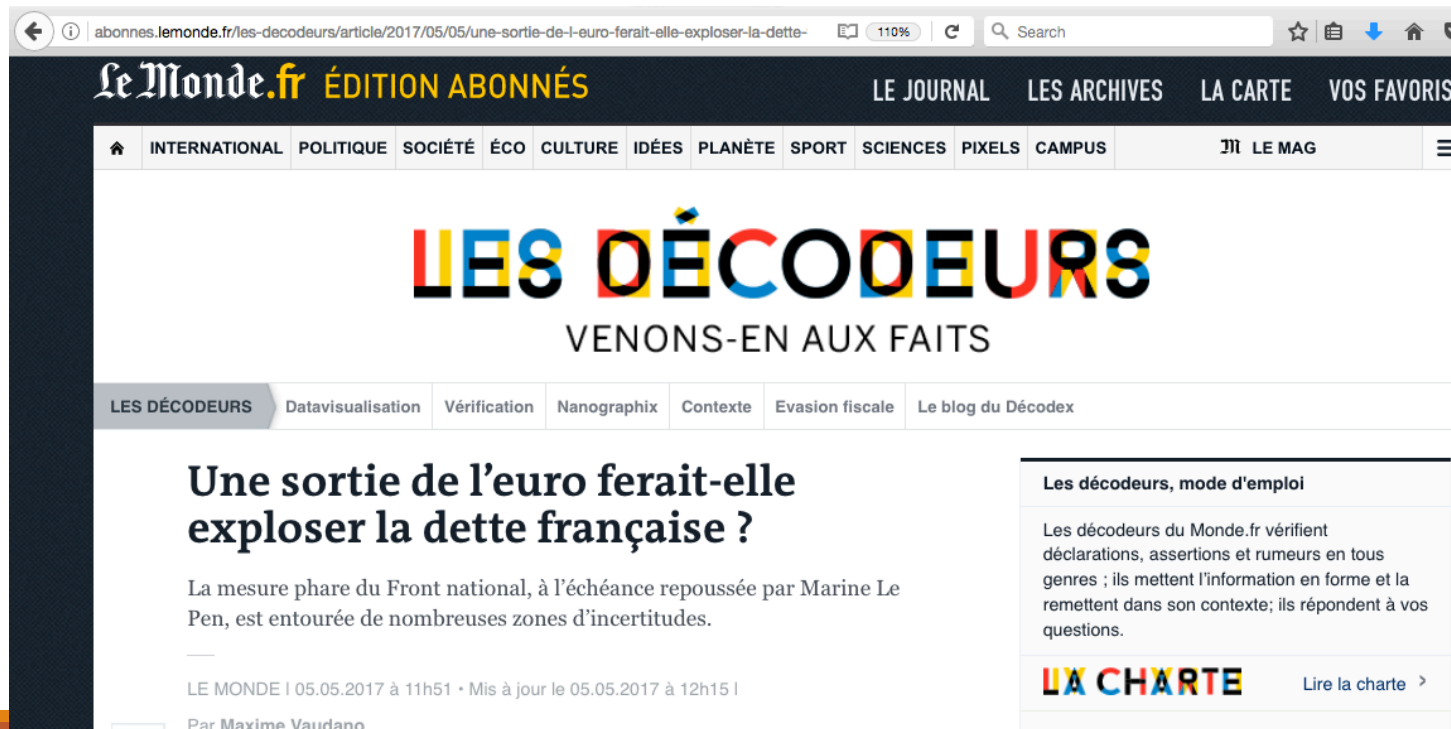 abonnes.lemonde.fr/les-decodeurs/article/2017/05/05/une-sortie-de-l-euro-ferait-elle-exploser-la-dette- 110% Search
Le Monde.fr ÉDITION ABONNÉS LE JOURNAL LES ARCHIVES LA CARTE VOS FAVORIS
INTERNATIONAL POLITIQUE SOCIÉTÉ ÉCO CULTURE IDÉES PLANÈTE SPORT SCIENCES PIXELS CAMPUS M LE MAG
LES DÉCODEURS
VENONS-EN AUX FAITS
LES DÉCODEURS Datavisualisation Vérification Nanographix Contexte Evasion fiscale Le blog du Décodex
Une sortie de l’euro ferait-elle
exploser la dette française ?
La mesure phare du Front national, à l’échéance repoussée par Marine Le
Pen, est entourée de nombreuses zones d’incertitudes.
LE MONDE | 05.05.2017 à 11h51 • Mis à jour le 05.05.2017 à 12h15 |
Par Maxime Vaudano
Les décodeurs, mode d'emploi
Les décodeurs du Monde.fr vérifient
déclarations, assertions et rumeurs en tous
genres ; ils mettent l’information en forme et la
remettent dans son contexte; ils répondent à vos
questions.
LA CHARTE Lire la charte >